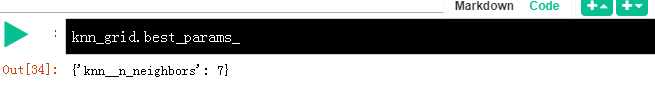 Markdown Code
:
knn_grid.best_params_
Out[34]: {'knn__n_neighbors': 7}